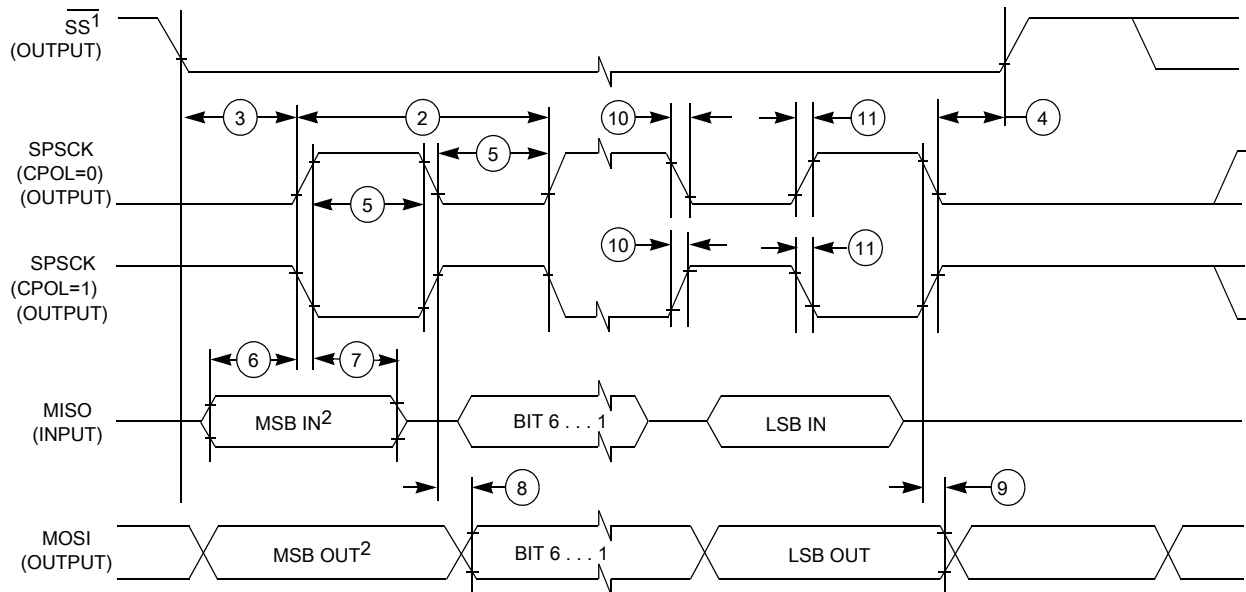 SS1
(OUTPUT)
3
2
10
11
4
SPSCK
(CPOL=0)
(OUTPUT)
5
5
10
11
SPSCK
(CPOL=1)
(OUTPUT)
6
7
MISO
(INPUT)
MSB IN2
BIT 6 . . . 1
LSB IN
8
9
MOSI
(OUTPUT)
MSB OUT2
BIT 6 . . . 1
LSB OUT